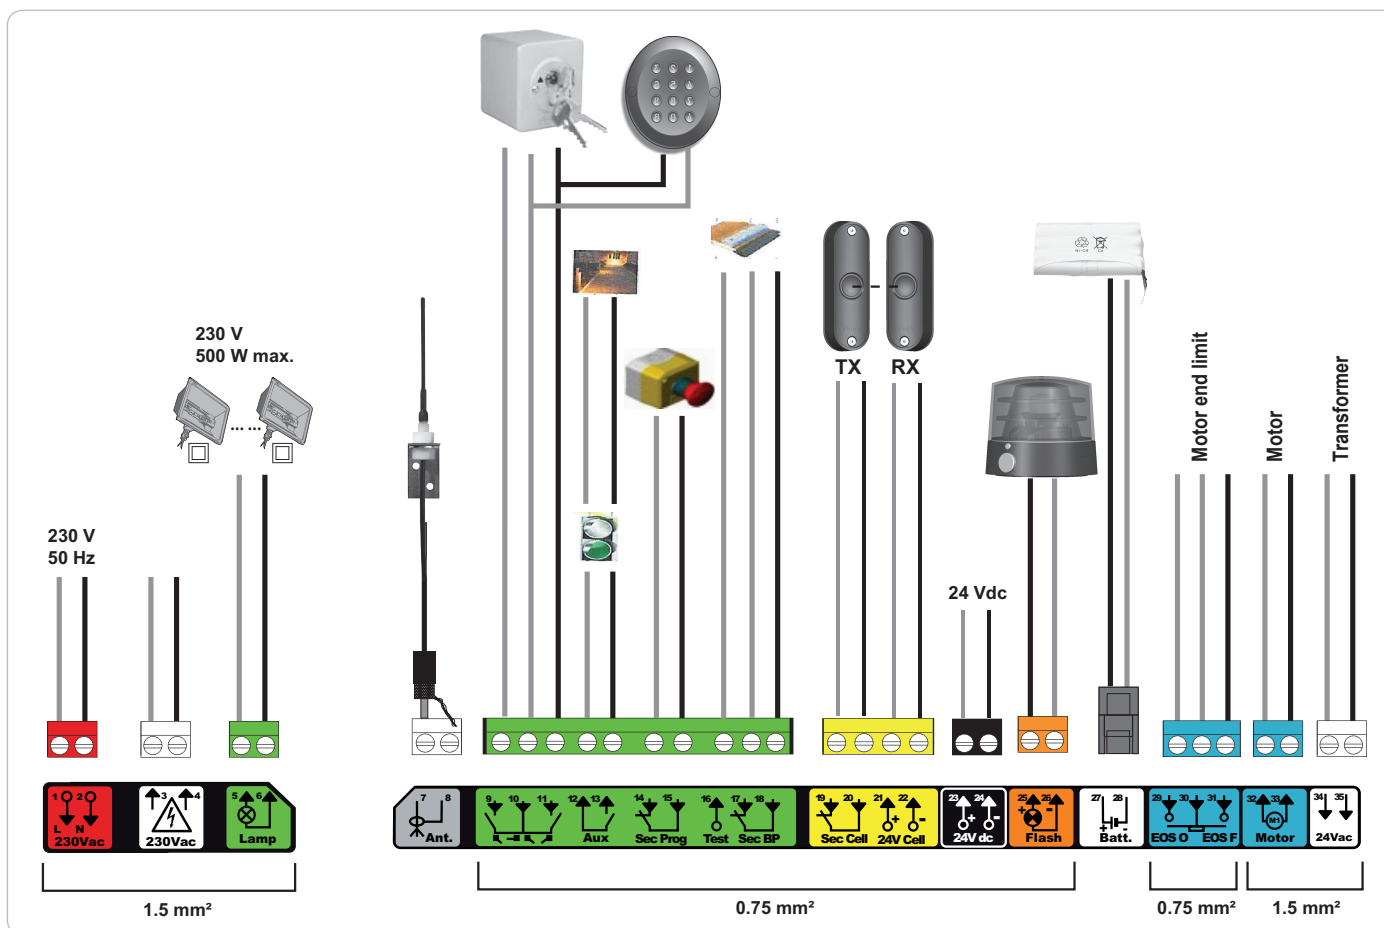 230 V
500 W max.
... ...
230 V
50 Hz
TX
RX
24 Vdc
Motor end limit
Motor
Transformer
1 2
L N
230Vac
3 4
230Vac
5 6
Lamp
7 8
Ant.
9 10 11
12 13
Aux
14 15
Sec Prog
16
Test
17 18
Sec BP
19 20
Sec Cell
21 22
+ -
24V Cell
23 24
+ -
24V dc
25 26
+ -
Flash
27 28
+ -
Batt.
29 30 31
EOS O EOS F
32 33
M1
Motor
34 35
24Vac
1.5 mm²
0.75 mm²
0.75 mm²
1.5 mm²